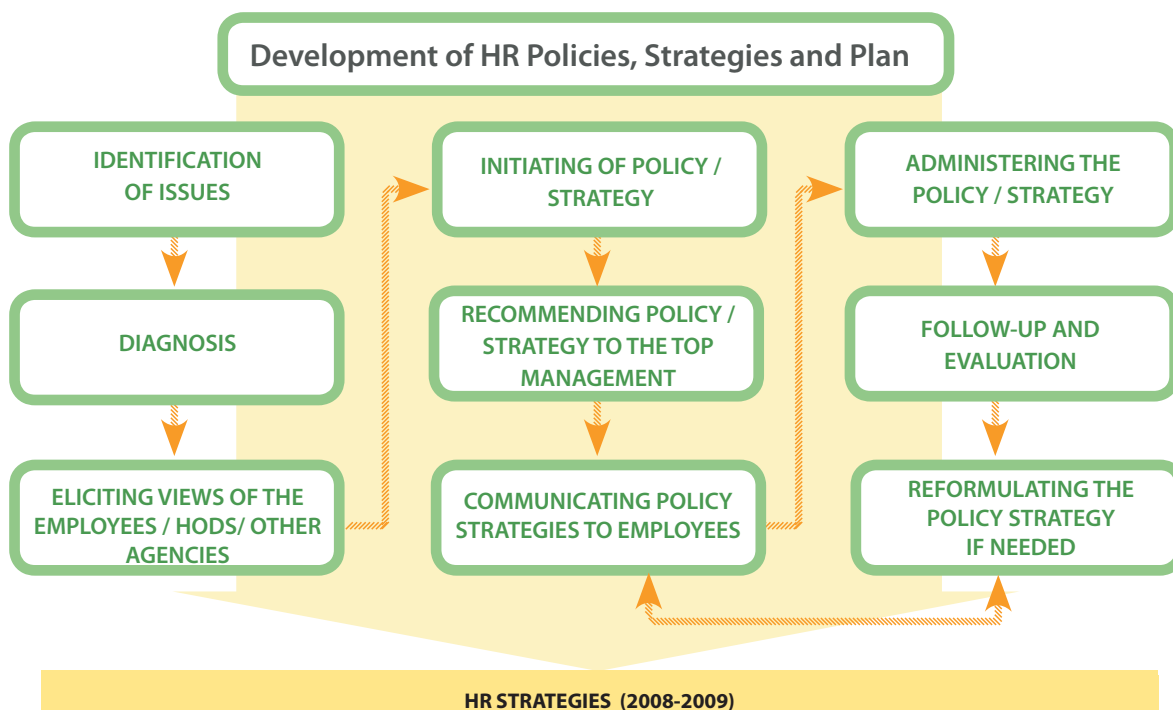 Development of HR Policies, Strategies and Plan
IDENTIFICATION
OF ISSUES
DIAGNOSIS
ELICITING VIEWS OF THE
EMPLOYEES / HODS/ OTHER
AGENCIES
INITIATING OF POLICY /
STRATEGY
RECOMMENDING POLICY /
STRATEGY TO THE TOP
MANAGEMENT
COMMUNICATING POLICY
STRATEGIES TO EMPLOYEES
ADMINISTERING THE
POLICY / STRATEGY
FOLLOW-UP AND
EVALUATION
REFORMULATING THE
POLICY STRATEGY
IF NEEDED
HR STRATEGIES (2008-2009)